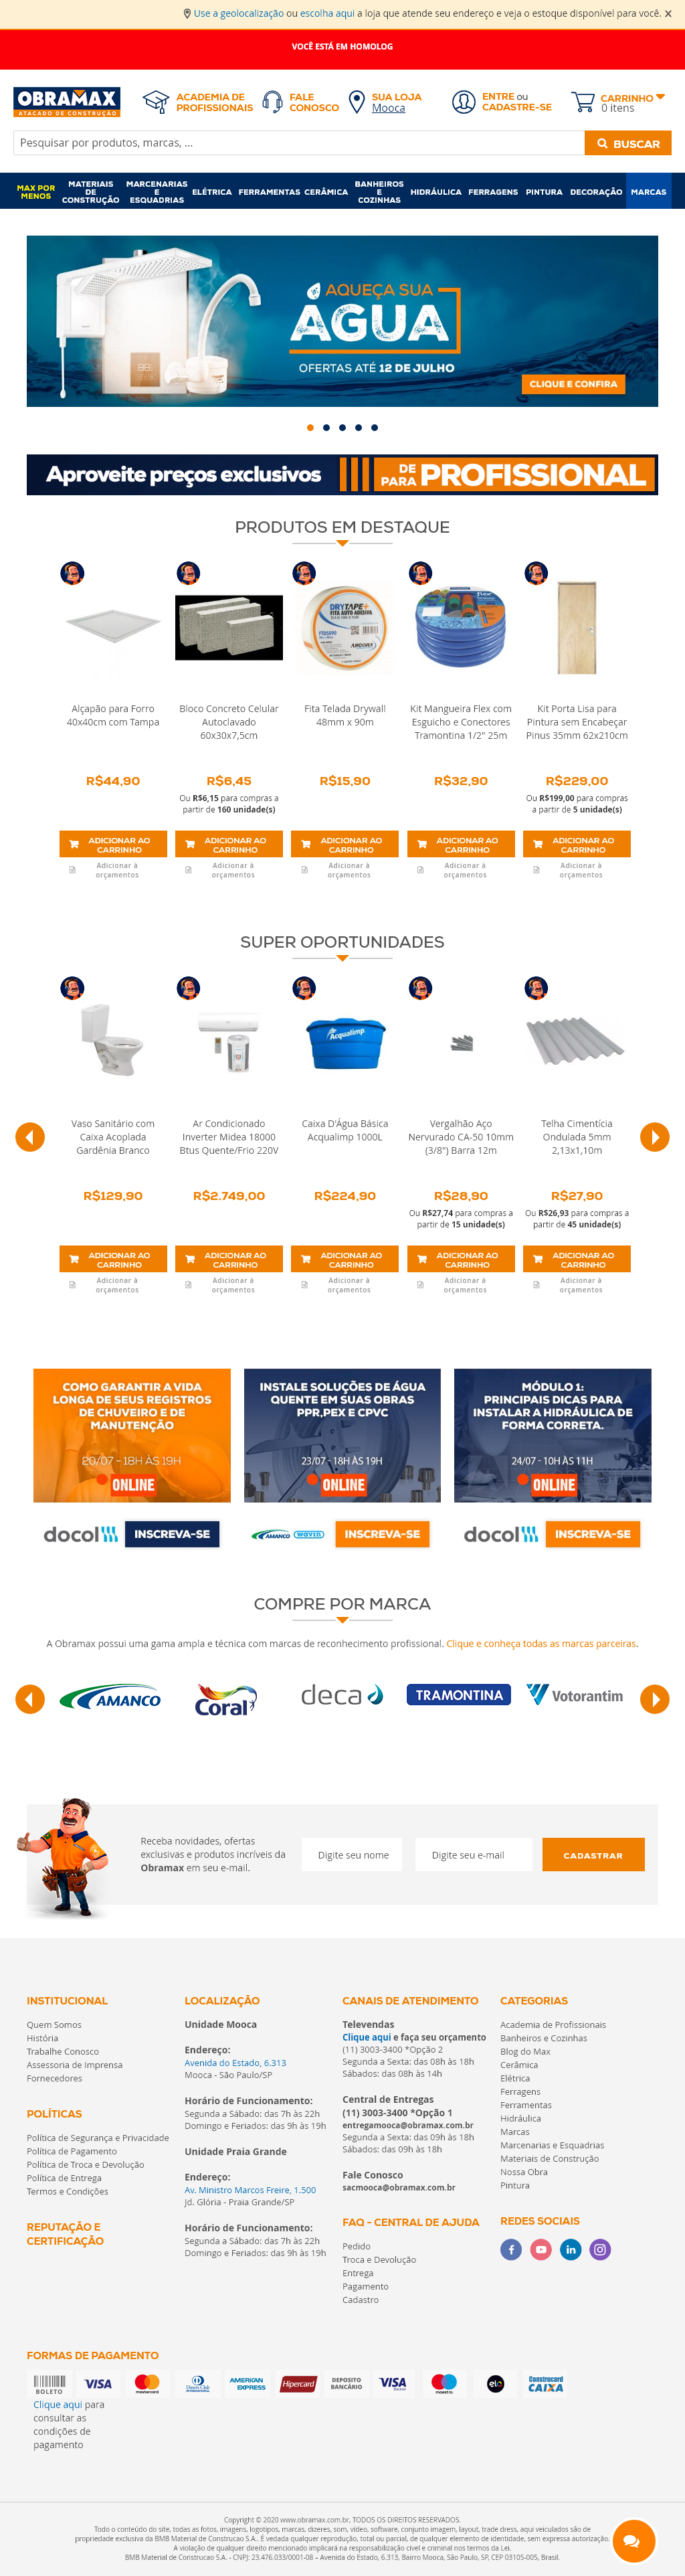 Use a geolocalização ou escolha aqui a loja que atende seu endereço e veja o estoque disponível para você. ×
VOCÊ ESTÁ EM HOMOLOG
OBRAMAX
ATACADO DE CONSTRUÇÃO
ACADEMIA DE PROFISSIONAIS
FALE CONOSCO
SUA LOJA
Mooca
ENTRE ou CADASTRE-SE
CARRINHO
0 itens
Pesquisar por produtos, marcas, ...
BUSCAR
MAX POR MENOS
MATERIAIS DE CONSTRUÇÃO
MARCENARIAS E ESQUADRIAS
ELÉTRICA
FERRAMENTAS
CERÂMICA
BANHEIROS E COZINHAS
HIDRÁULICA
FERRAGENS
PINTURA
DECORAÇÃO
MARCAS
AQUEÇA SUA
ÁGUA
OFERTAS ATÉ 12 DE JULHO
CLIQUE E CONFIRA
Aproveite preços exclusivos DE PARA PROFISSIONAL
PRODUTOS EM DESTAQUE
DRYTAPE+
FITA AUTO ADESIVA
flex
Alçapão para Forro 40x40cm com Tampa
R$44,90
ADICIONAR AO CARRINHO
Adicionar à orçamentos
Bloco Concreto Celular Autoclavado 60x30x7,5cm
R$6,45
Ou R$6,15 para compras a partir de 160 unidade(s)
ADICIONAR AO CARRINHO
Adicionar à orçamentos
Fita Telada Drywall 48mm x 90m
R$15,90
ADICIONAR AO CARRINHO
Adicionar à orçamentos
Kit Mangueira Flex com Esguicho e Conectores Tramontina 1/2" 25m
R$32,90
ADICIONAR AO CARRINHO
Adicionar à orçamentos
Kit Porta Lisa para Pintura sem Encabeçar Pinus 35mm 62x210cm
R$229,00
Ou R$199,00 para compras a partir de 5 unidade(s)
ADICIONAR AO CARRINHO
Adicionar à orçamentos
SUPER OPORTUNIDADES
Acqualimp
Vaso Sanitário com Caixa Acoplada Gardênia Branco
R$129,90
ADICIONAR AO CARRINHO
Adicionar à orçamentos
Ar Condicionado Inverter Midea 18000 Btus Quente/Frio 220V
R$2.749,00
ADICIONAR AO CARRINHO
Adicionar à orçamentos
Caixa D'Água Básica Acqualimp 1000L
R$224,90
ADICIONAR AO CARRINHO
Adicionar à orçamentos
Vergalhão Aço Nervurado CA-50 10mm (3/8") Barra 12m
R$28,90
Ou R$27,74 para compras a partir de 15 unidade(s)
ADICIONAR AO CARRINHO
Adicionar à orçamentos
Telha Cimentícia Ondulada 5mm 2,13x1,10m
R$27,90
Ou R$26,93 para compras a partir de 45 unidade(s)
ADICIONAR AO CARRINHO
Adicionar à orçamentos
COMO GARANTIR A VIDA LONGA DE SEUS REGISTROS DE CHUVEIRO E DE MANUTENÇÃO
20/07 - 18H ÀS 19H
ONLINE
docol INSCREVA-SE
INSTALE SOLUÇÕES DE ÁGUA QUENTE EM SUAS OBRAS PPR,PEX E CPVC
23/07 - 18H ÀS 19H
ONLINE
AMANCO wavin INSCREVA-SE
MÓDULO 1: PRINCIPAIS DICAS PARA INSTALAR A HIDRÁULICA DE FORMA CORRETA.
24/07 - 10H ÀS 11H
ONLINE
docol INSCREVA-SE
COMPRE POR MARCA
A Obramax possui uma gama ampla e técnica com marcas de reconhecimento profissional. Clique e conheça todas as marcas parceiras.
AMANCO
Coral
deca
TRAMONTINA
Votorantim
Receba novidades, ofertas
exclusivas e produtos incríveis da
Obramax em seu e-mail.
Digite seu nome
Digite seu e-mail
CADASTRAR
INSTITUCIONAL
Quem Somos
História
Trabalhe Conosco
Assessoria de Imprensa
Fornecedores
POLÍTICAS
Política de Segurança e Privacidade
Política de Pagamento
Política de Troca e Devolução
Política de Entrega
Termos e Condições
REPUTAÇÃO E
CERTIFICAÇÃO
LOCALIZAÇÃO
Unidade Mooca
Endereço:
Avenida do Estado, 6.313
Mooca - São Paulo/SP
Horário de Funcionamento:
Segunda a Sábado: das 7h às 22h
Domingo e Feriados: das 9h às 19h
Unidade Praia Grande
Endereço:
Av. Ministro Marcos Freire, 1.500
Jd. Glória - Praia Grande/SP
Horário de Funcionamento:
Segunda a Sábado: das 7h às 22h
Domingo e Feriados: das 9h às 19h
CANAIS DE ATENDIMENTO
Televendas
Clique aqui e faça seu orçamento
(11) 3003-3400 *Opção 2
Segunda a Sexta: das 08h às 18h
Sábados: das 08h às 14h
Central de Entregas
(11) 3003-3400 *Opção 1
entregamooca@obramax.com.br
Segunda a Sexta: das 09h às 18h
Sábados: das 09h às 18h
Fale Conosco
sacmooca@obramax.com.br
FAQ - CENTRAL DE AJUDA
Pedido
Troca e Devolução
Entrega
Pagamento
Cadastro
CATEGORIAS
Academia de Profissionais
Banheiros e Cozinhas
Blog do Max
Cerâmica
Elétrica
Ferragens
Ferramentas
Hidráulica
Marcas
Marcenarias e Esquadrias
Materiais de Construção
Nossa Obra
Pintura
REDES SOCIAIS
FORMAS DE PAGAMENTO
BOLETO
VISA
mastercard
Diners Club
AMERICAN EXPRESS
Hipercard
DEPOSITO BANCÁRIO
VISA
maestro
elo
Construcard CAIXA
Clique aqui para
consultar as
condições de
pagamento
Copyright © 2020 www.obramax.com.br, TODOS OS DIREITOS RESERVADOS.
Todo o conteúdo do site, todas as fotos, imagens, logotipos, marcas, dizeres, som, vídeo, software, conjunto imagem, layout, trade dress, aqui veiculados são de
propriedade exclusiva da BMB Material de Construcao S.A.. É vedada qualquer reprodução, total ou parcial, de qualquer elemento de identidade, sem expressa autorização.
A violação de qualquer direito mencionado implicará na responsabilização cível e criminal nos termos da Lei.
BMB Material de Construcao S.A. - CNPJ: 23.476.033/0001-08 – Avenida do Estado, 6.313, Bairro Mooca, São Paulo, SP, CEP 03105-005, Brasil.